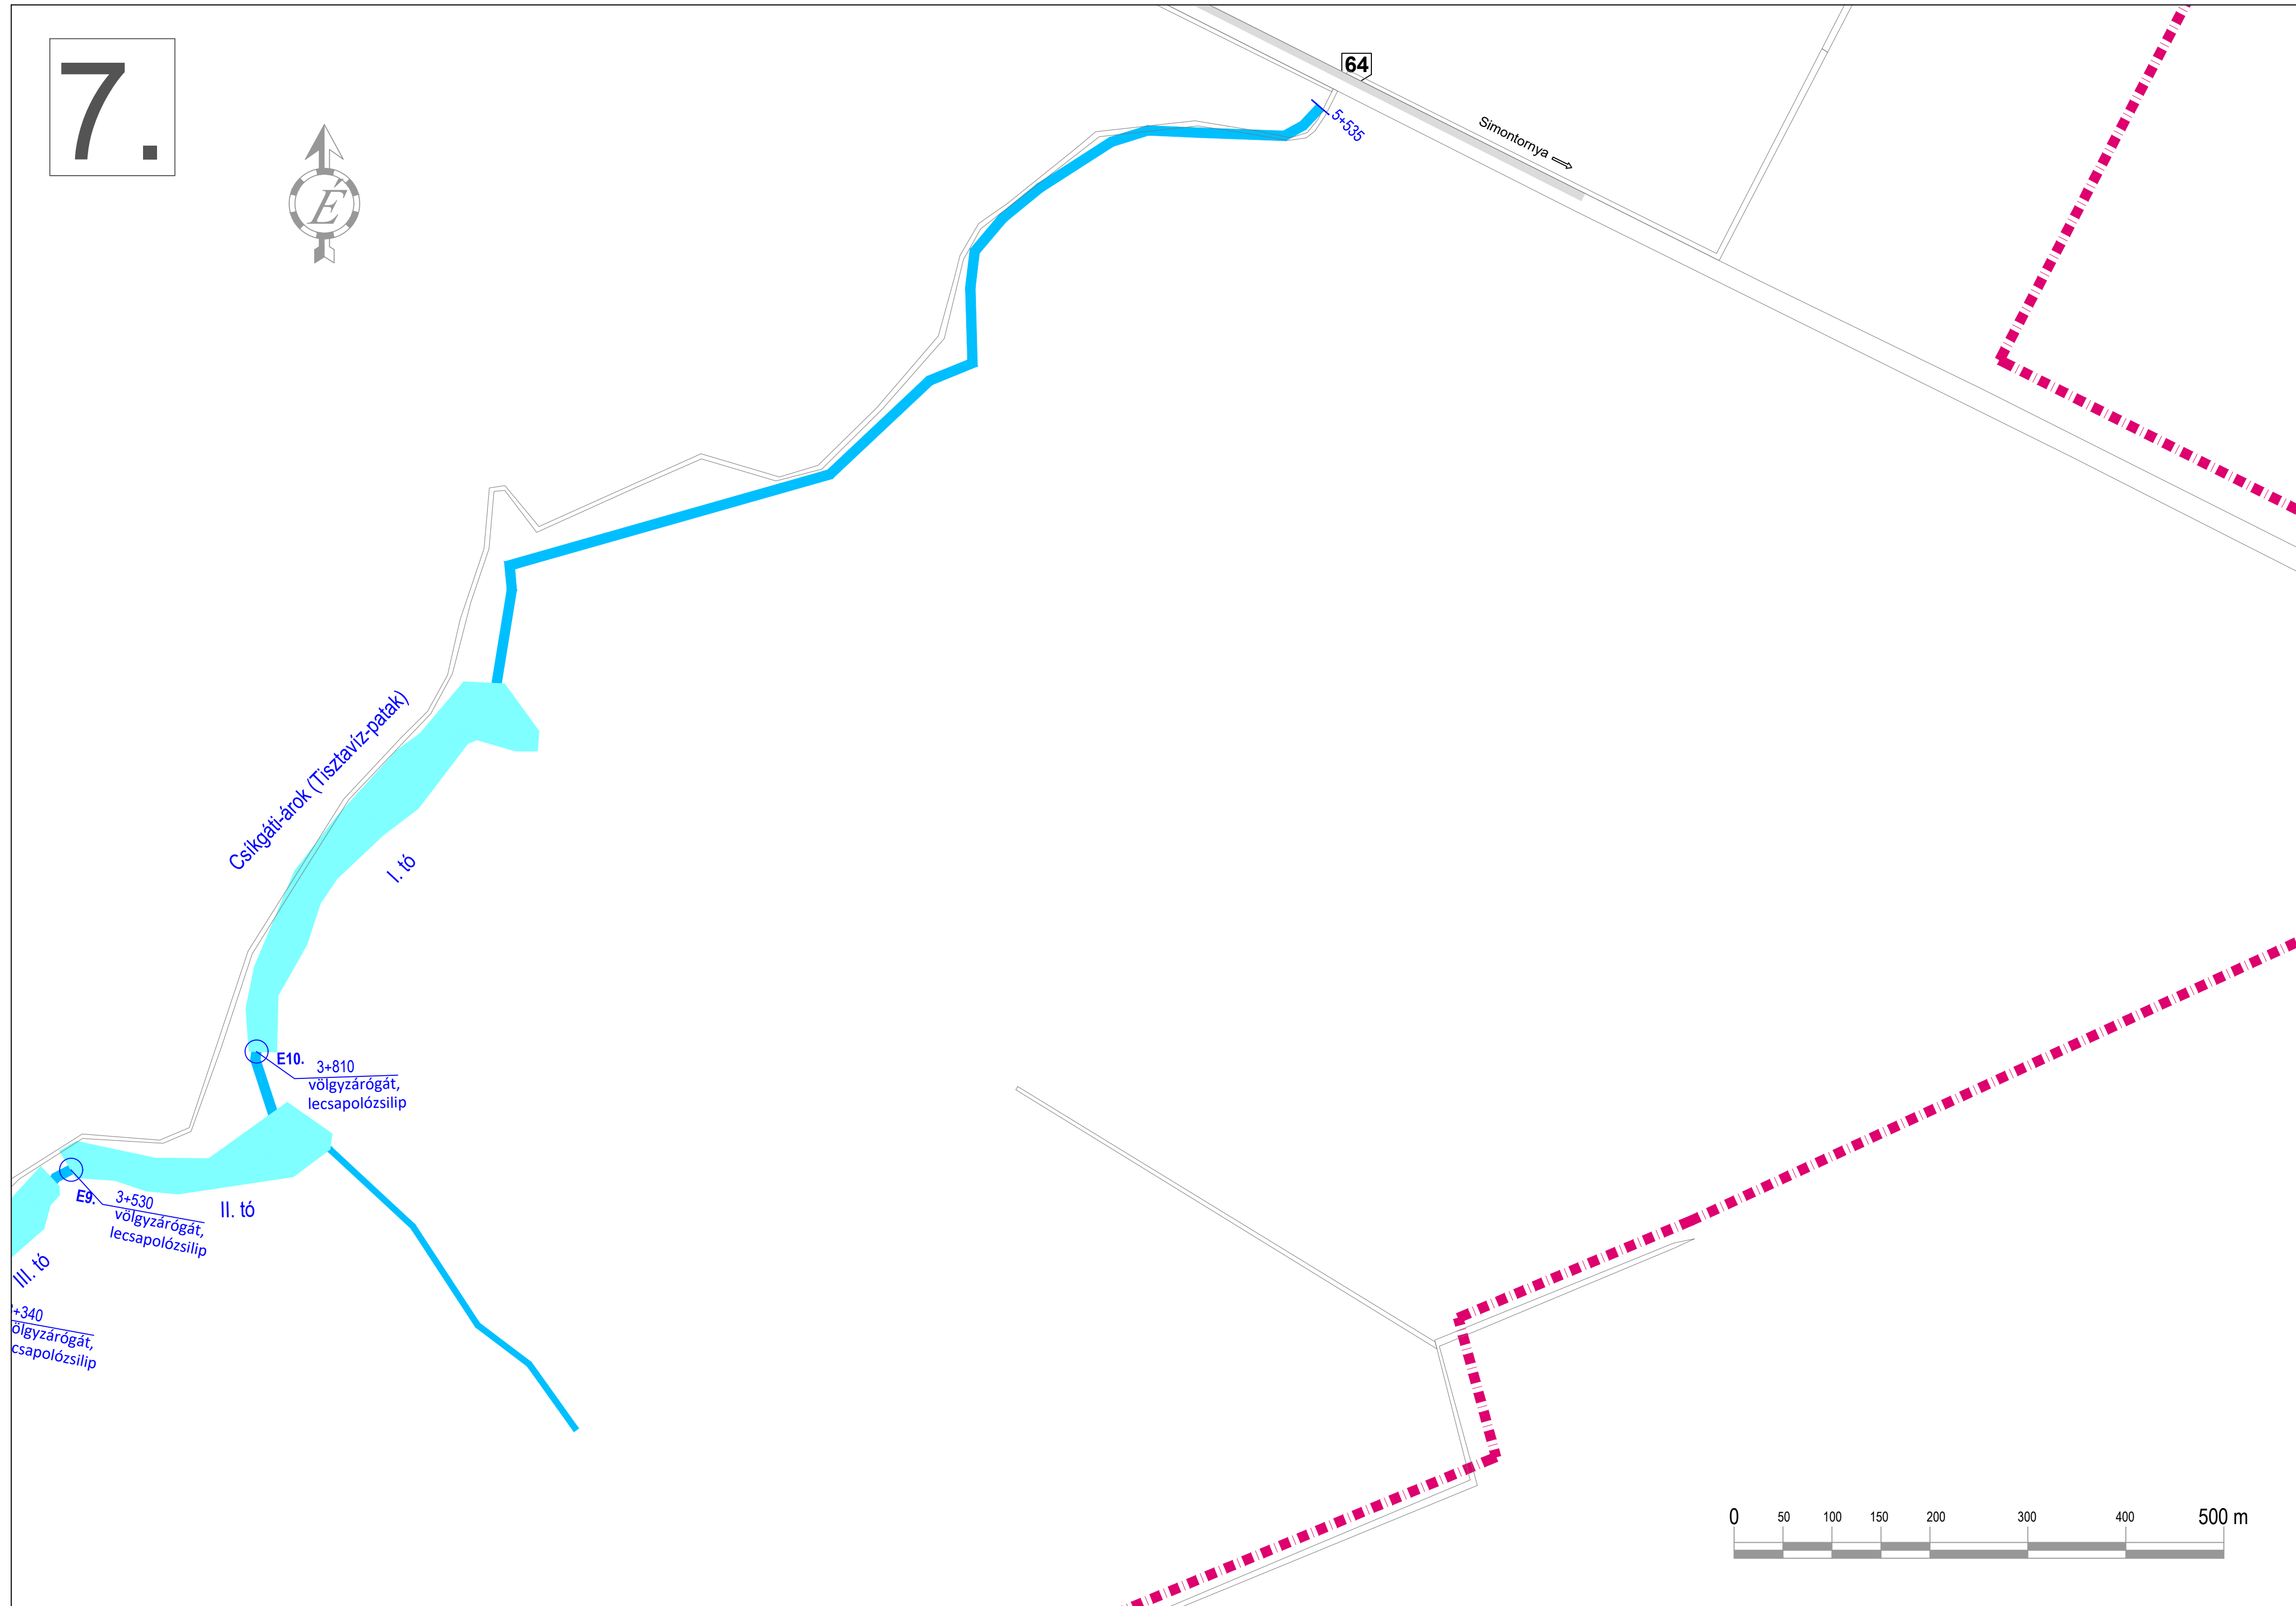 7.
É
64
Simontornya
5+535
Csíkgáti-árok (Tisztavíz-patak)
I. tó
E10.
3+810
völgyzárógát,
lecsapolózsilip
E9.
3+530
völgyzárógát,
lecsapolózsilip
II. tó
III. tó
+340
ölgyzárógát,
csapolózsilip
0 50 100 150 200 300 400 500 m